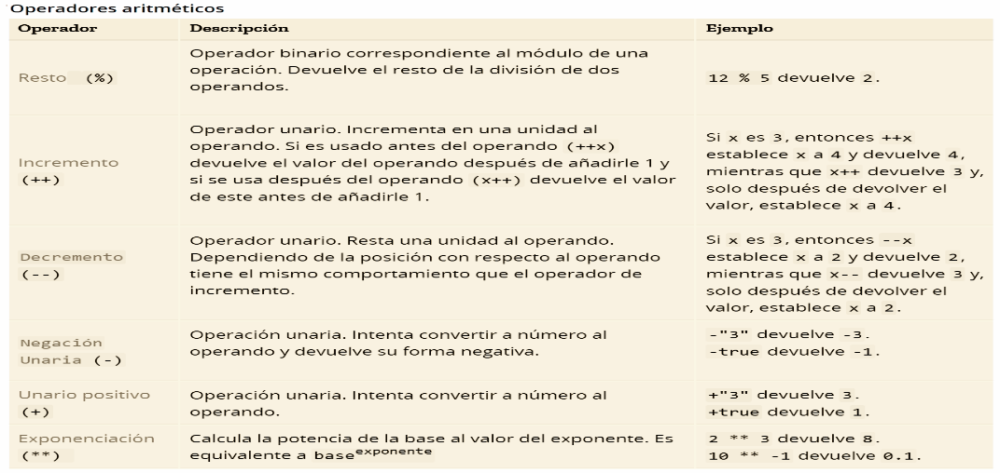 Operadores aritméticos
Operador Descripción Ejemplo
Resto (%)
Operador binario correspondiente al módulo de una
operación. Devuelve el resto de la división de dos
operandos.
12 % 5 devuelve 2.
Incremento
(++)
Operador unario. Incrementa en una unidad al
operando. Si es usado antes del operando (++x)
devuelve el valor del operando después de añadirle 1 y
si se usa después del operando (x++) devuelve el valor
de este antes de añadirle 1.
Si x es 3, entonces ++x
establece x a 4 y devuelve 4,
mientras que x++ devuelve 3 y,
solo después de devolver el
valor, establece x a 4.
Decremento
(--)
Operador unario. Resta una unidad al operando.
Dependiendo de la posición con respecto al operando
tiene el mismo comportamiento que el operador de
incremento.
Si x es 3, entonces --x
establece x a 2 y devuelve 2,
mientras que x-- devuelve 3 y,
solo después de devolver el
valor, establece x a 2.
Negación
Unaria (-)
Operación unaria. Intenta convertir a número al
operando y devuelve su forma negativa.
-"3" devuelve -3.
-true devuelve -1.
Unario positivo
(+)
Operación unaria. Intenta convertir a número al
operando.
+"3" devuelve 3.
+true devuelve 1.
Exponenciación
(**)
Calcula la potencia de la base al valor del exponente. Es
equivalente a base^exponente
2 ** 3 devuelve 8.
10 ** -1 devuelve 0.1.